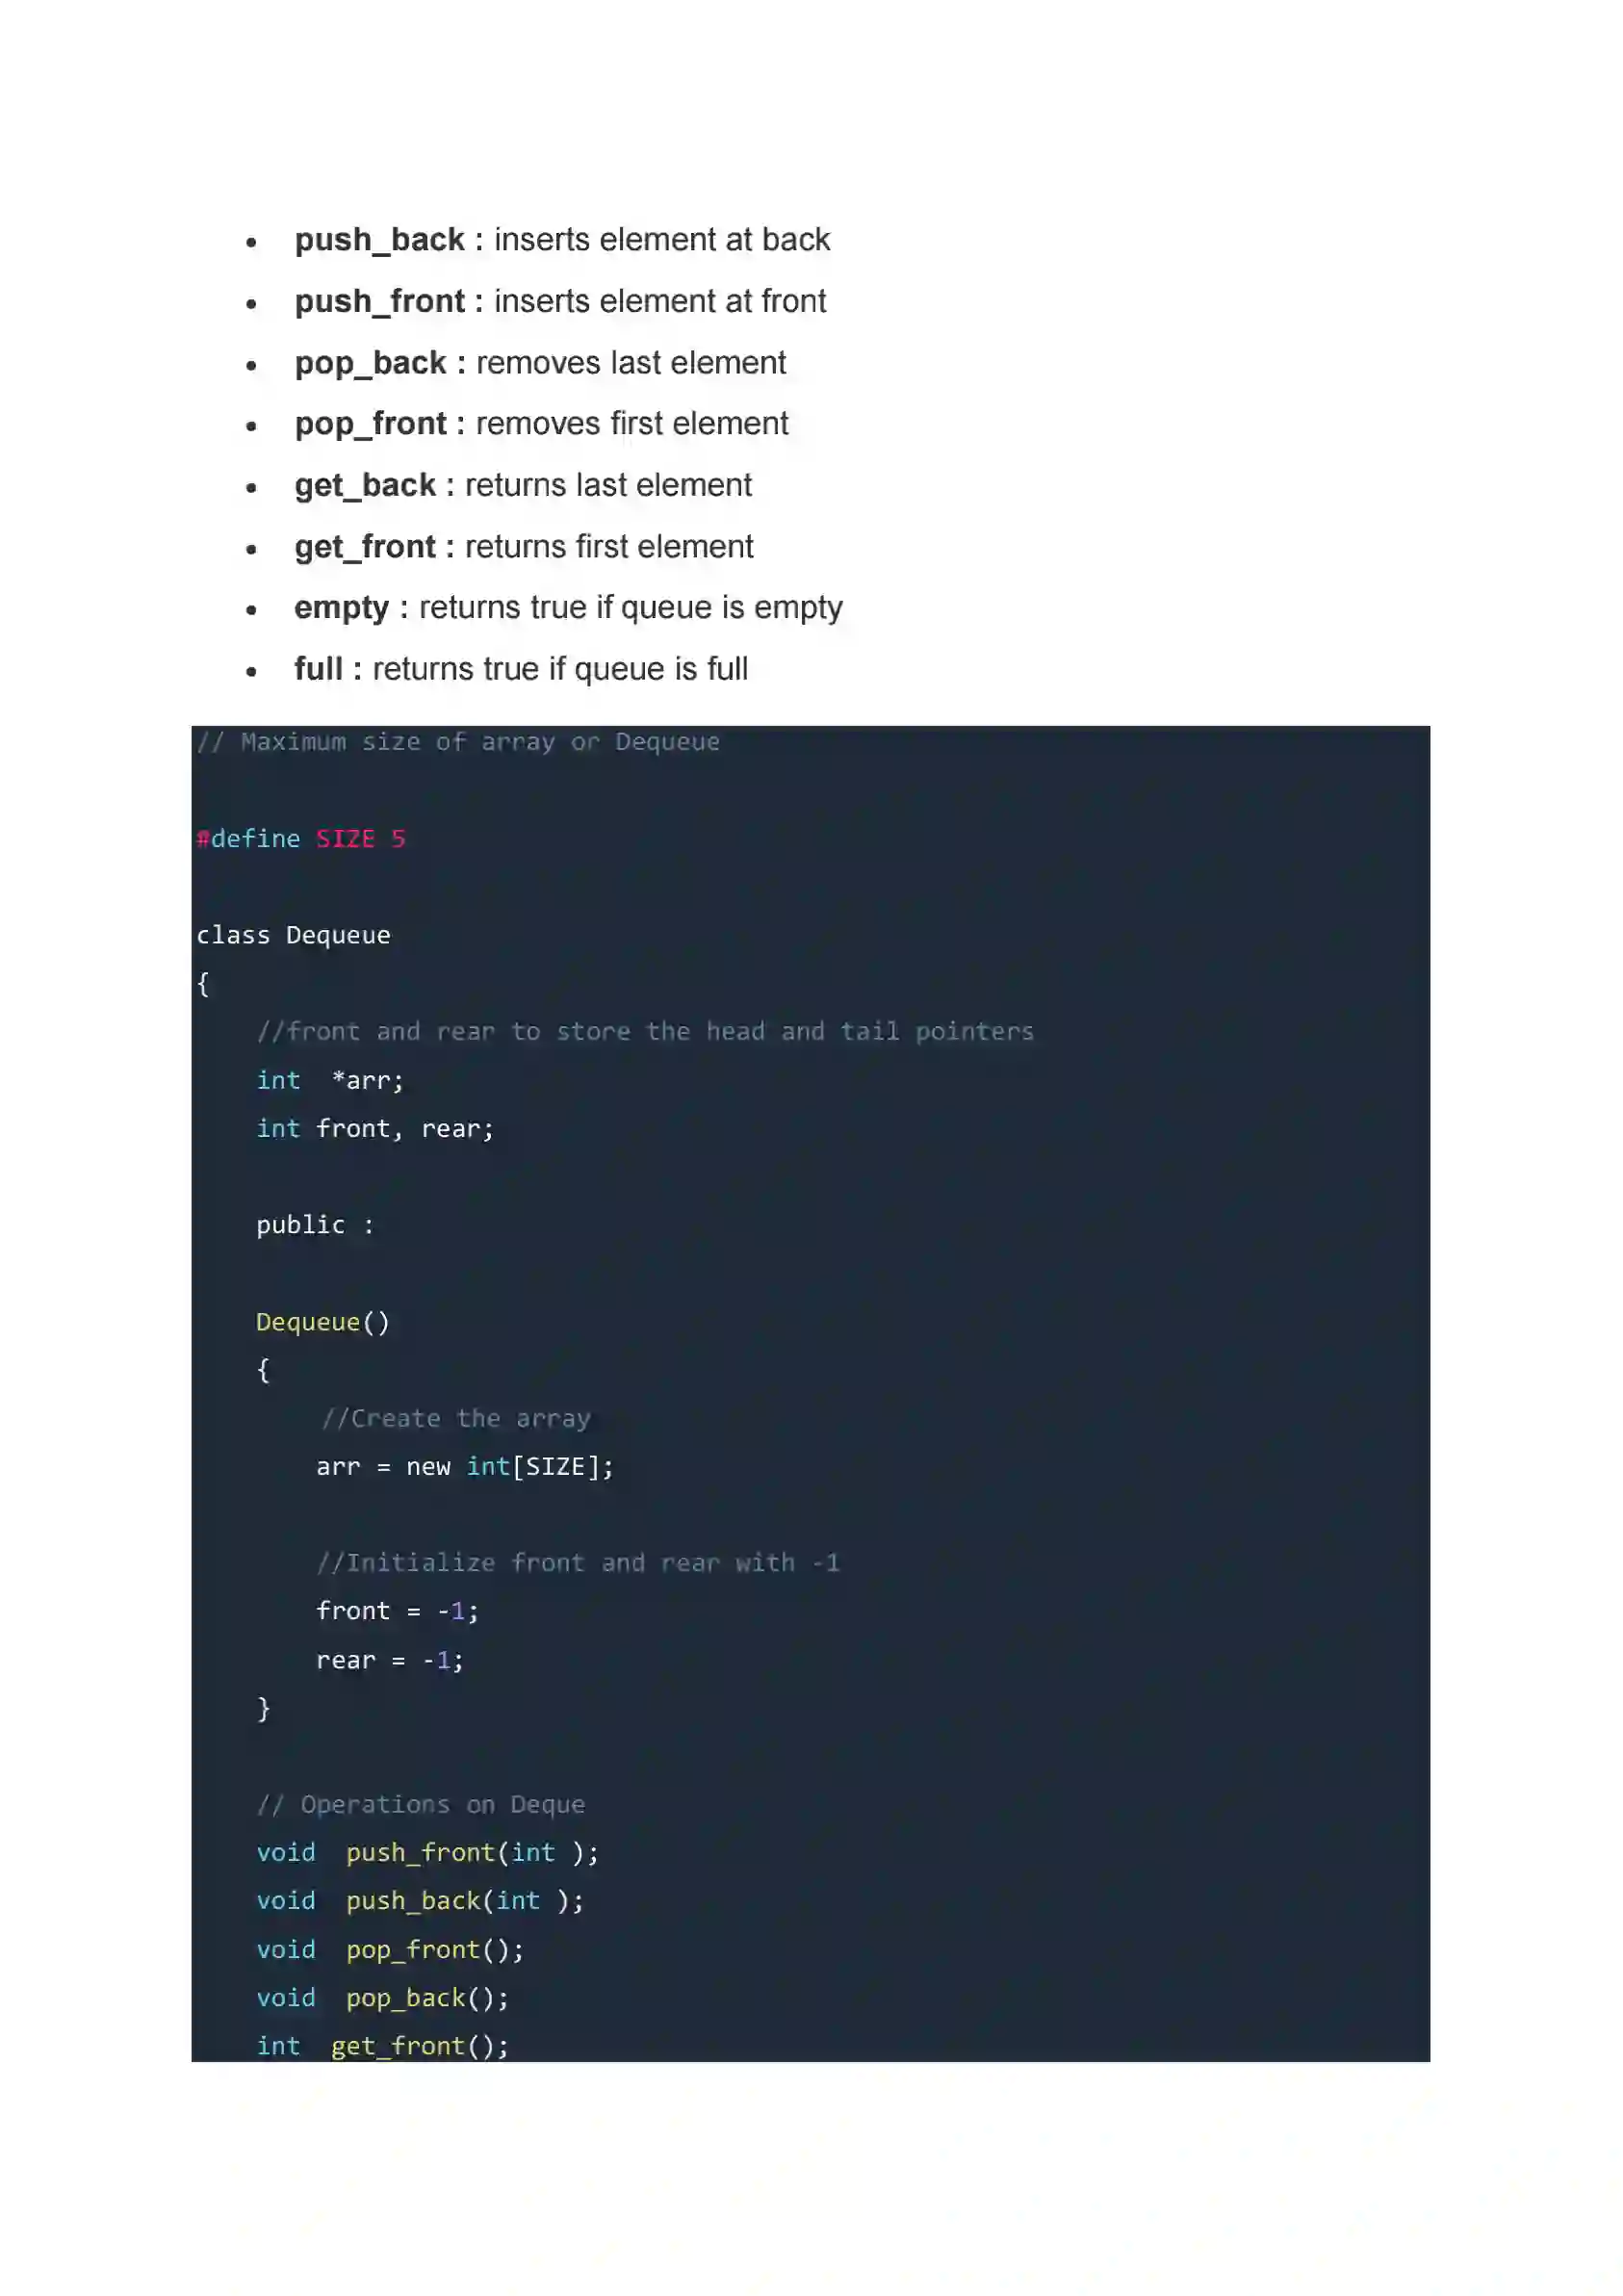 • push_back : inserts element at back
• push_front : inserts element at front
• pop_back : removes last element
• pop_front : removes first element
• get_back : returns last element
• get_front : returns first element
• empty : returns true if queue is empty
• full : returns true if queue is full
// Maximum size of array or Dequeue
#define SIZE 5
class Dequeue
{
    //front and rear to store the head and tail pointers
    int  *arr;
    int front, rear;
    public :
    Dequeue()
    {
        //Create the array
        arr = new int[SIZE];
        //Initialize front and rear with -1
        front = -1;
        rear = -1;
    }
    // Operations on Deque
    void  push_front(int );
    void  push_back(int );
    void  pop_front();
    void  pop_back();
    int  get_front();